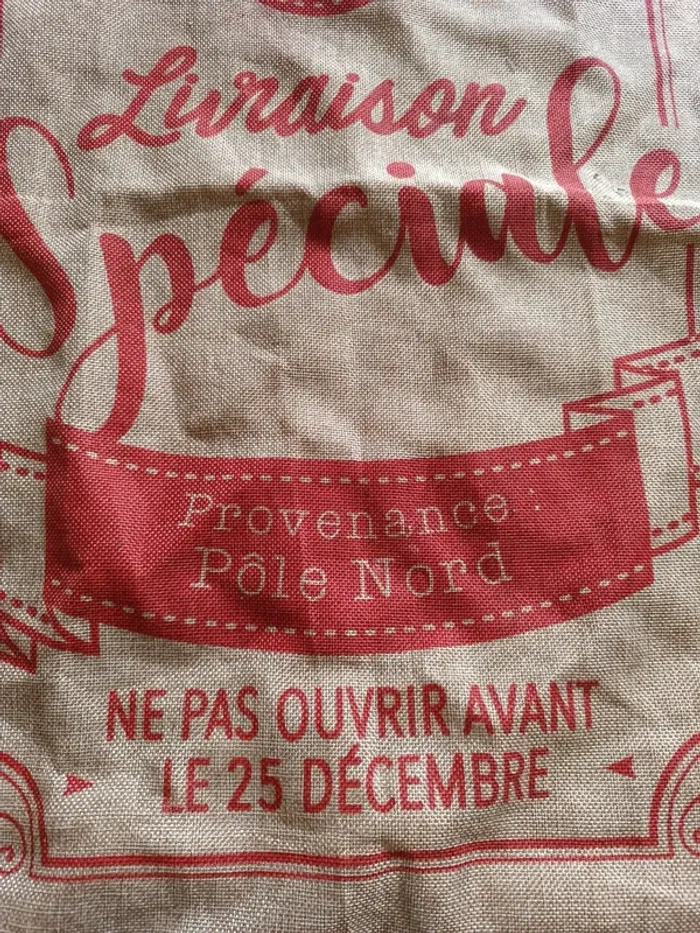 Livraison
Spéciale
Provenance :
Pôle Nord
NE PAS OUVRIR AVANT
LE 25 DÉCEMBRE